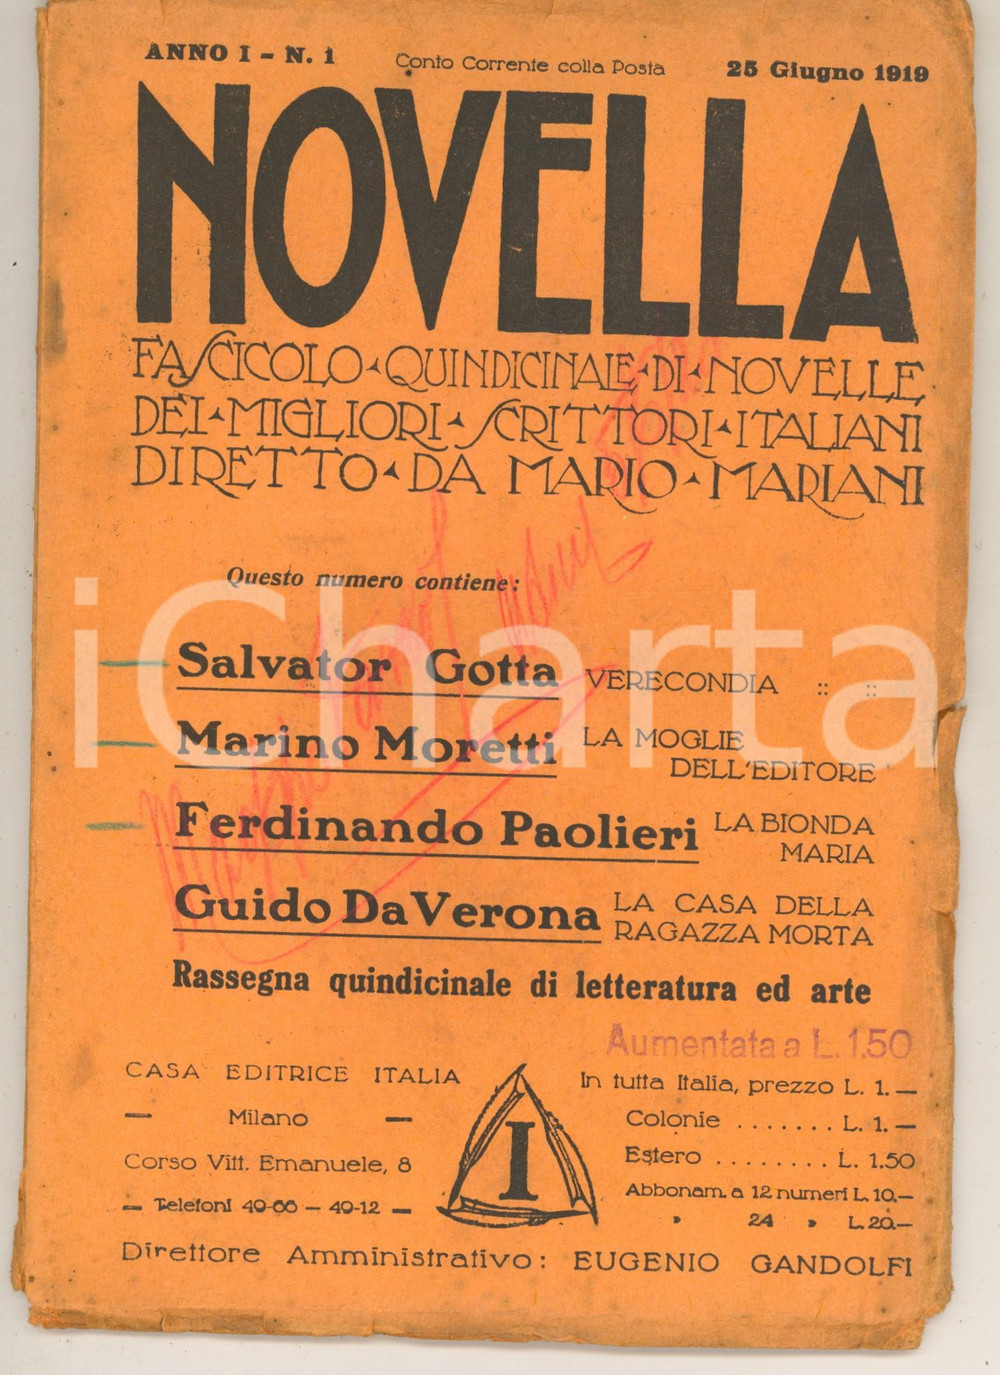 ANNO I - N. 1
Conto Corrente colla Posta
25 Giugno 1919
NOVELLA
FASCICOLO QUINDICINALE DI NOVELLE
DEI MIGLIORI SCRITTORI ITALIANI
DIRETTO DA MARIO MARIANI
Questo numero contiene:
iCharta
Salvator Gotta VERECONDIA :: ::
Marino Moretti LA MOGLIE
DELL'EDITORE
Ferdinando Paolieri LA BIONDA
MARIA
Guido Da Verona LA CASA DELLA
RAGAZZA MORTA
Rassegna quindicinale di letteratura ed arte
Aumentata a L. 1.50
CASA EDITRICE ITALIA
— Milano —
Corso Vitt. Emanuele, 8
— Telefoni 40-66 — 40-12 —
I
In tutta Italia, prezzo L. 1.—
Colonie ....... L. 1.—
Estero ........ L. 1.50
Abbonam. a 12 numeri L. 10.—
» 24 » L. 20.—
Direttore Amministrativo: EUGENIO GANDOLFI